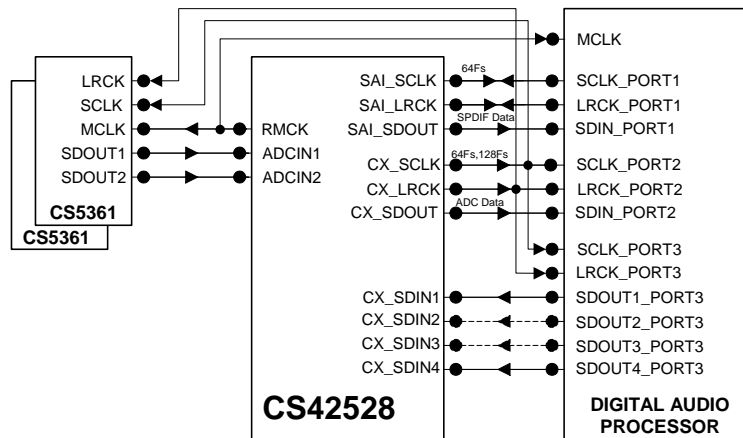 LRCK
SCLK
MCLK
SDOUT1
SDOUT2
CS5361
CS5361
RMCK
ADCIN1
ADCIN2
SAI_SCLK
SAI_LRCK
SAI_SDOUT
CX_SCLK
CX_LRCK
CX_SDOUT
CX_SDIN1
CX_SDIN2
CX_SDIN3
CX_SDIN4
CS42528
64Fs
SPDIF Data
64Fs,128Fs
ADC Data
MCLK
SCLK_PORT1
LRCK_PORT1
SDIN_PORT1
SCLK_PORT2
LRCK_PORT2
SDIN_PORT2
SCLK_PORT3
LRCK_PORT3
SDOUT1_PORT3
SDOUT2_PORT3
SDOUT3_PORT3
SDOUT4_PORT3
DIGITAL AUDIO
PROCESSOR